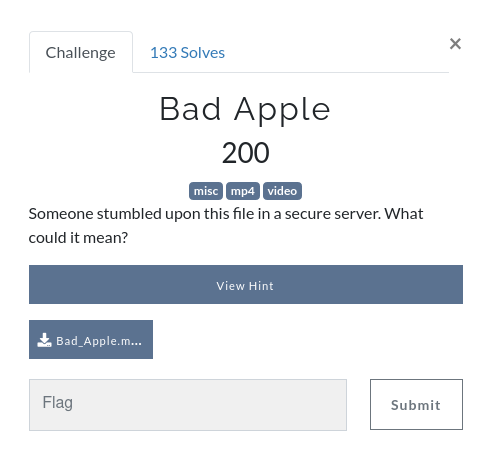 Challenge
133 Solves
×
Bad Apple
200
misc mp4 video
Someone stumbled upon this file in a secure server. What
could it mean?
View Hint
Bad_Apple.m...
Flag
Submit